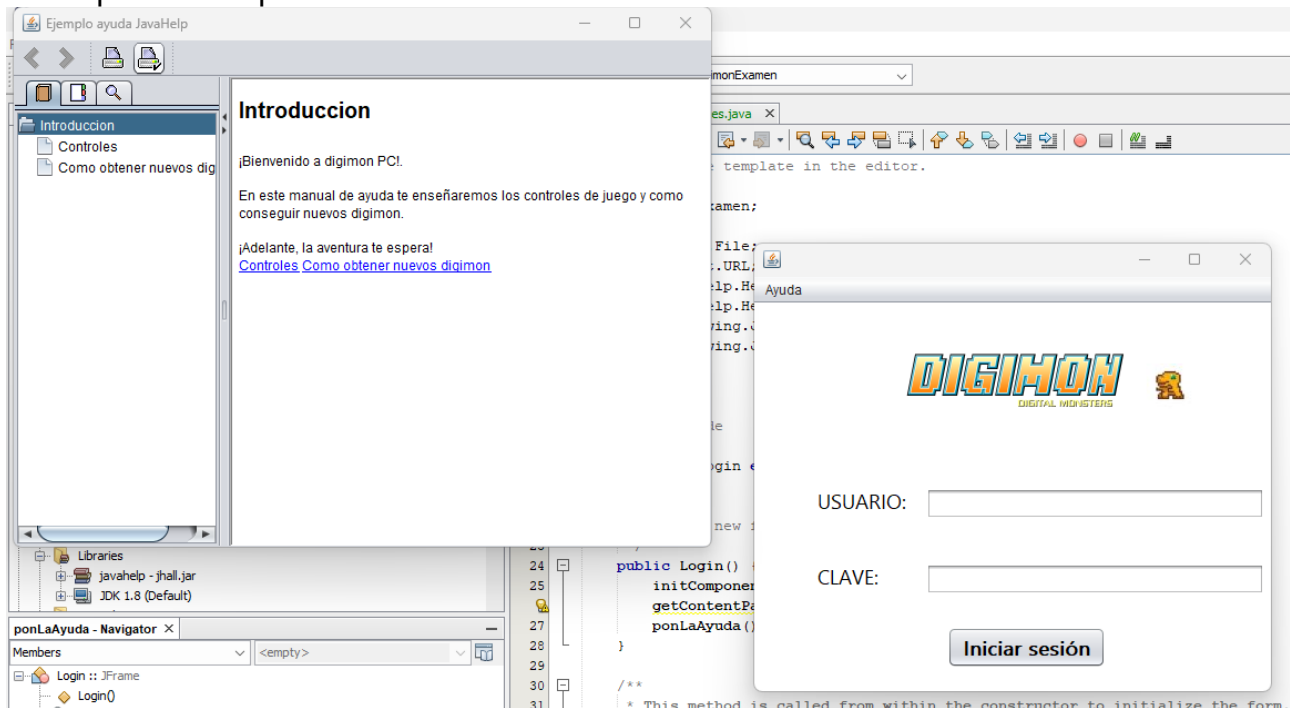 Ejemplo ayuda JavaHelp
Introduccion
Controles
Como obtener nuevos dig
Introduccion
¡Bienvenido a digimon PC!.
En este manual de ayuda te enseñaremos los controles de juego y como
conseguir nuevos digimon.
¡Adelante, la aventura te espera!
Controles Como obtener nuevos digimon
monExamen
es.java
template in the editor.
amen;
File;
.URL;
elp.He
elp.He
ving.J
ving.J
le
ogin e
new i
24 public Login() {
25 initComponen
getContentPa
27 ponLaAyuda()
28 }
29
30 /**
31 * This method is called from within the constructor to initialize the form.
Libraries
javahelp - jhall.jar
JDK 1.8 (Default)
ponLaAyuda - Navigator
Members
<empty>
Login :: JFrame
Login()
Ayuda
DIGIMON
DIGITAL MONSTERS
USUARIO:
CLAVE:
Iniciar sesión